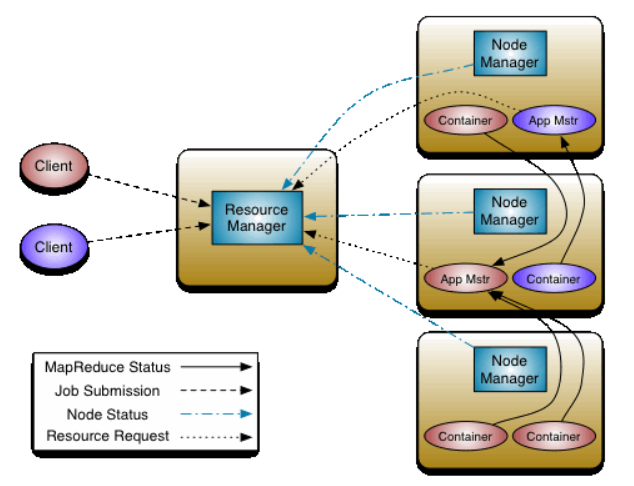 Node
Manager
Container
App Mstr
Client
Resource
Manager
Client
Node
Manager
App Mstr
Container
Node
Manager
Container
Container
MapReduce Status
Job Submission
Node Status
Resource Request